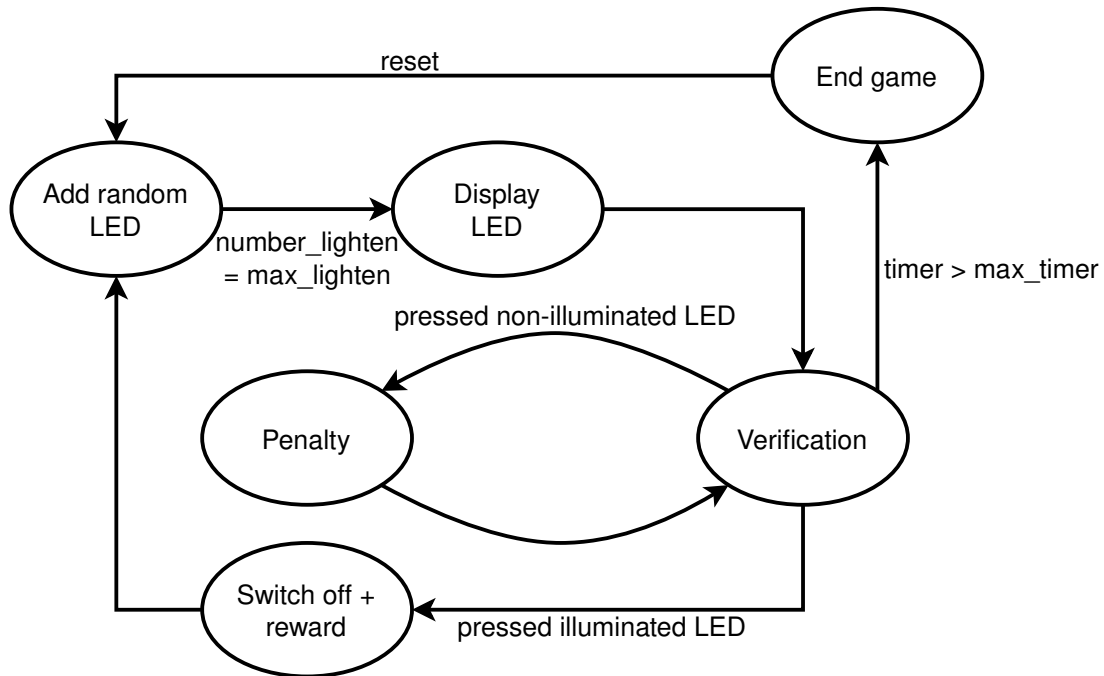 reset
End game
Add random
LED
Display
LED
number_lighten
= max_lighten
timer > max_timer
pressed non-illuminated LED
Penalty
Verification
Switch off +
reward
pressed illuminated LED